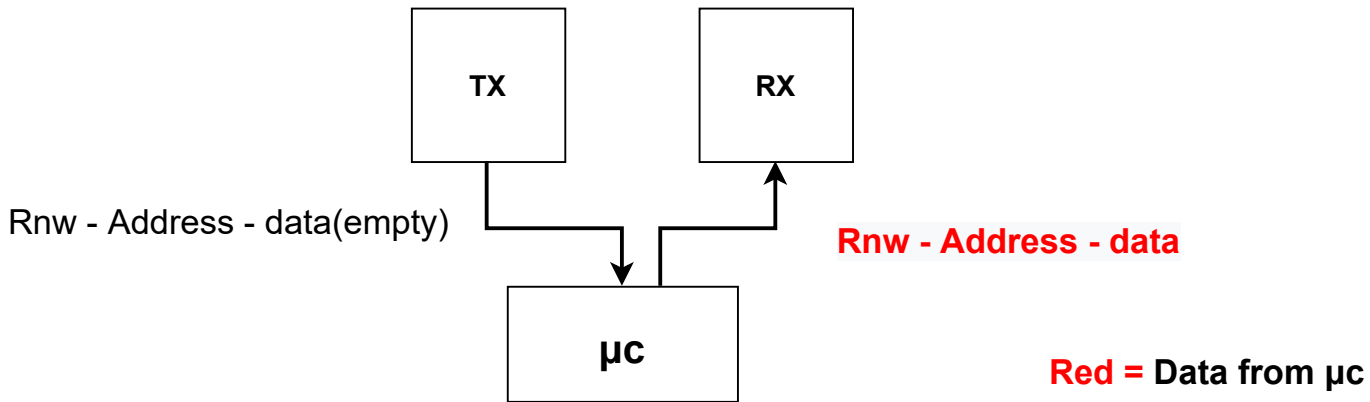 TX
RX
Rnw - Address - data(empty)
Rnw - Address - data
μc
Red = Data from μc